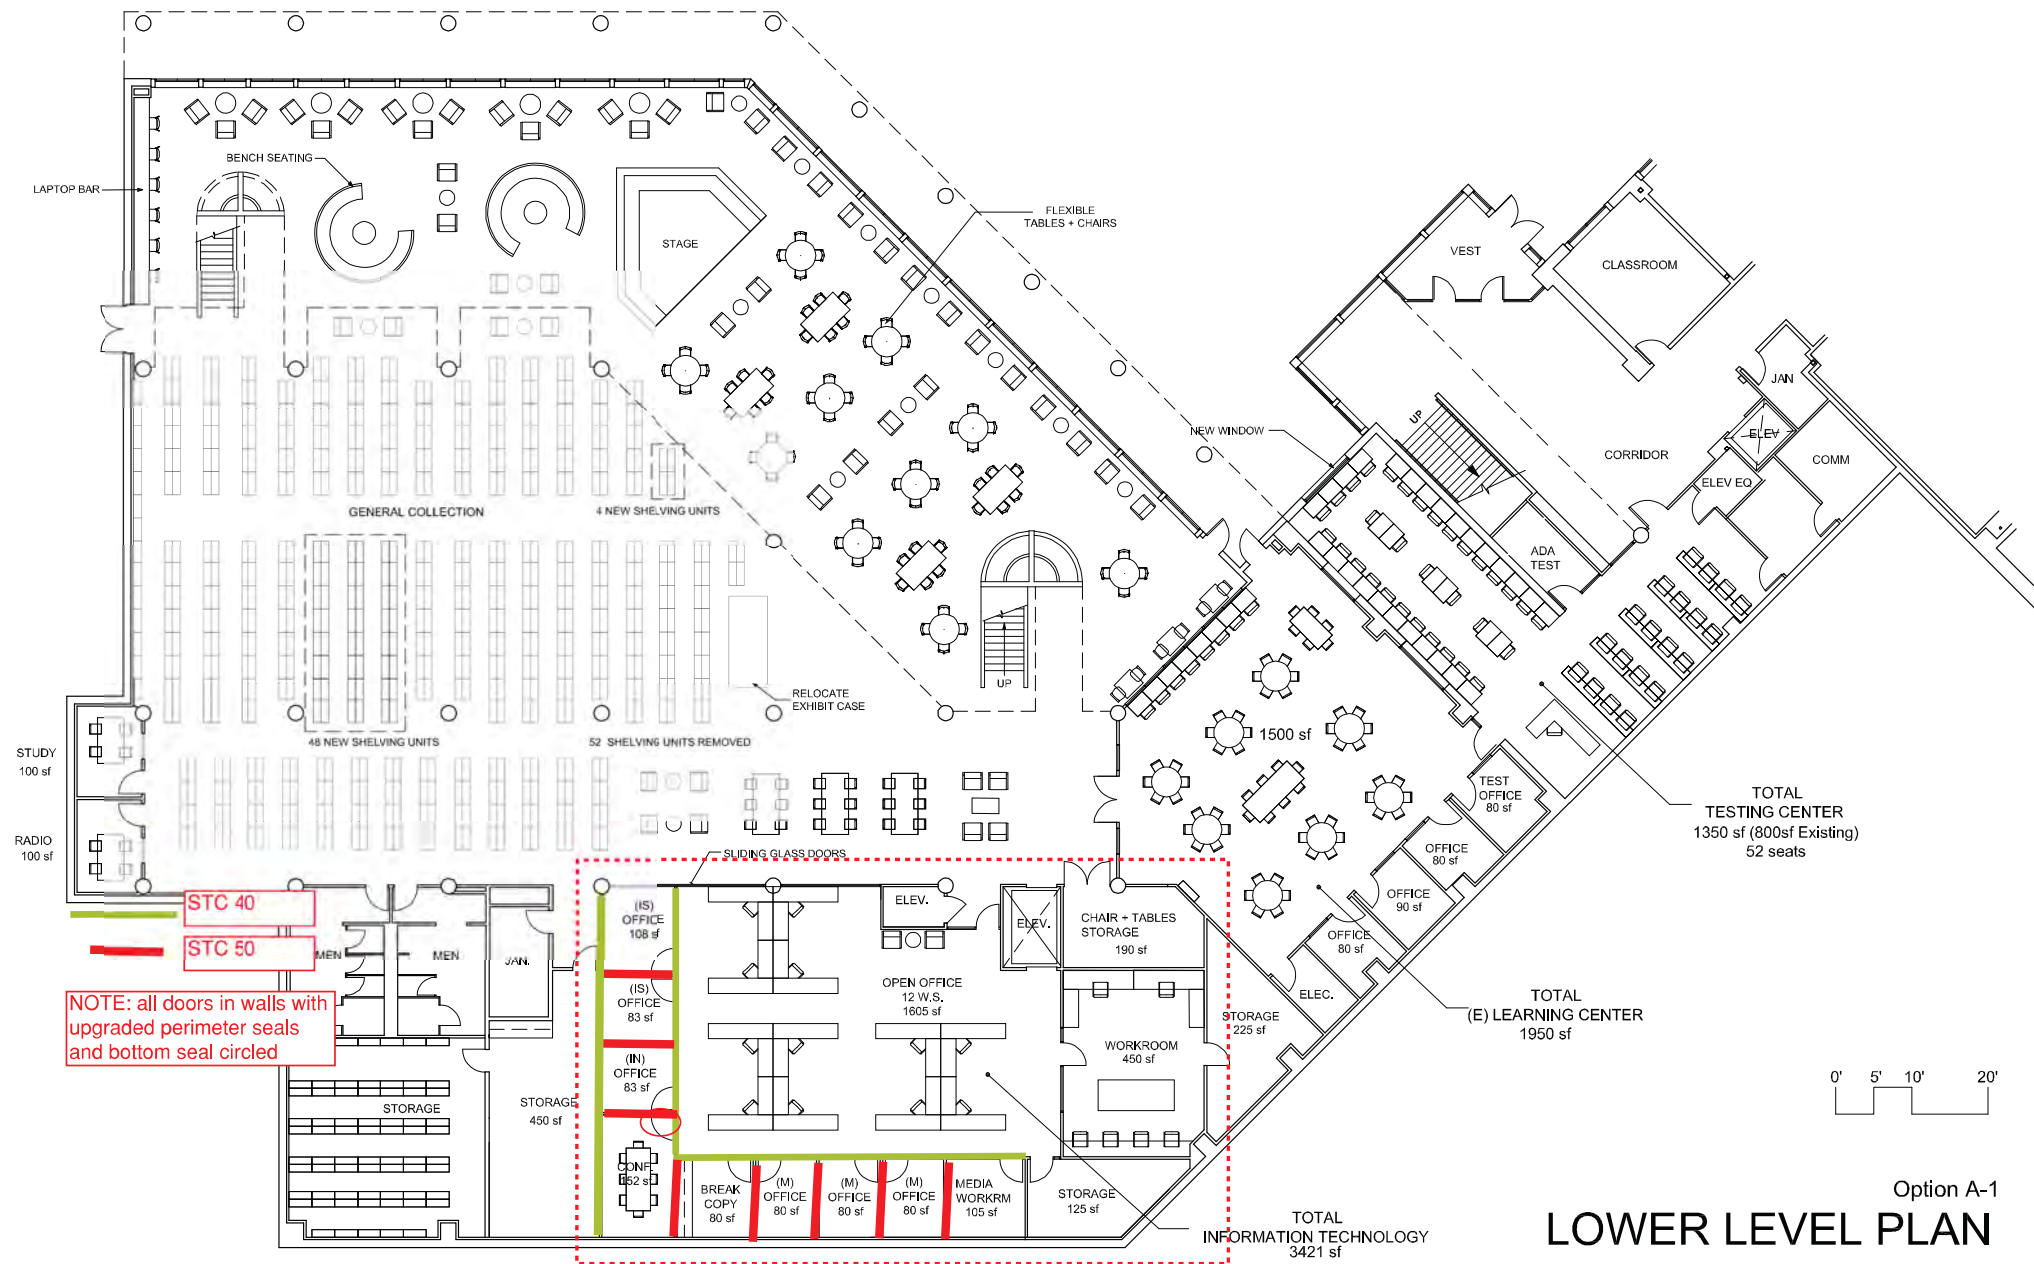 BENCH SEATING
LAPTOP BAR
STAGE
FLEXIBLE
TABLES + CHAIRS
VEST
CLASSROOM
JAN
UP
NEW WINDOW
ELEV
CORRIDOR
COMM
ELEV EQ
GENERAL COLLECTION
4 NEW SHELVING UNITS
ADA
TEST
UP
RELOCATE
EXHIBIT CASE
48 NEW SHELVING UNITS
52 SHELVING UNITS REMOVED
1500 sf
STUDY
100 sf
TEST
OFFICE
80 sf
TOTAL
TESTING CENTER
1350 sf (800sf Existing)
52 seats
RADIO
100 sf
SLIDING GLASS DOORS
OFFICE
80 sf
OFFICE
90 sf
STC 40
STC 50
(IS)
OFFICE
108 sf
ELEV.
ELEV.
CHAIR + TABLES
STORAGE
190 sf
OFFICE
80 sf
MEN
MEN
JAN.
NOTE: all doors in walls with
upgraded perimeter seals
and bottom seal circled
(IS)
OFFICE
83 sf
OPEN OFFICE
12 W.S.
1605 sf
ELEC.
TOTAL
(E) LEARNING CENTER
1950 sf
STORAGE
225 sf
(IN)
OFFICE
83 sf
WORKROOM
450 sf
0' 5' 10' 20'
STORAGE
STORAGE
450 sf
CONF.
152 sf
BREAK
COPY
80 sf
(M)
OFFICE
80 sf
(M)
OFFICE
80 sf
(M)
OFFICE
80 sf
MEDIA
WORKRM
105 sf
STORAGE
125 sf
TOTAL
INFORMATION TECHNOLOGY
3421 sf
Option A-1
LOWER LEVEL PLAN